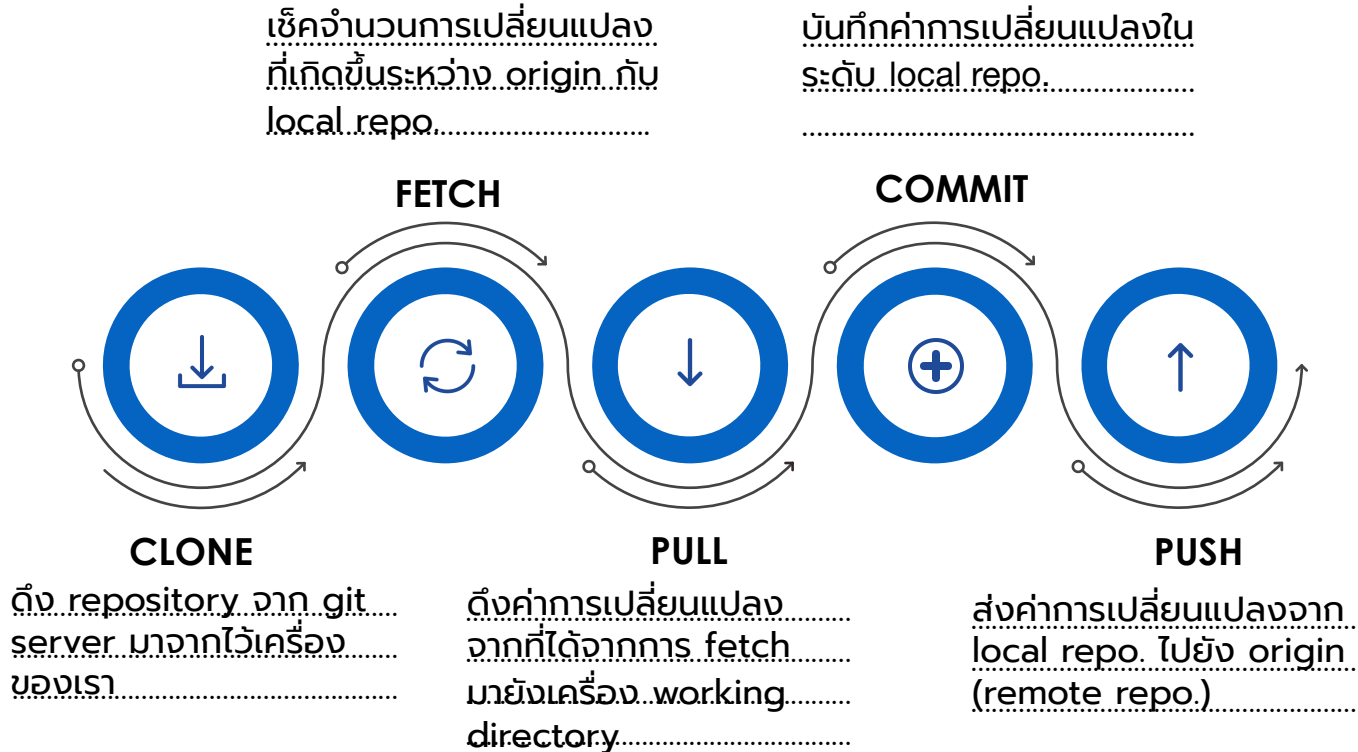 เช็คจำนวนการเปลี่ยนแปลง
ที่เกิดขึ้นระหว่าง origin กับ
local repo.
บันทึกค่าการเปลี่ยนแปลงใน
ระดับ local repo.
FETCH
COMMIT
CLONE
ดึง repository จาก git
server มาจากไว้เครื่อง
ของเรา
PULL
ดึงค่าการเปลี่ยนแปลง
จากที่ได้จากการ fetch
มายังเครื่อง working
directory
PUSH
ส่งค่าการเปลี่ยนแปลงจาก
local repo. ไปยัง origin
(remote repo.)